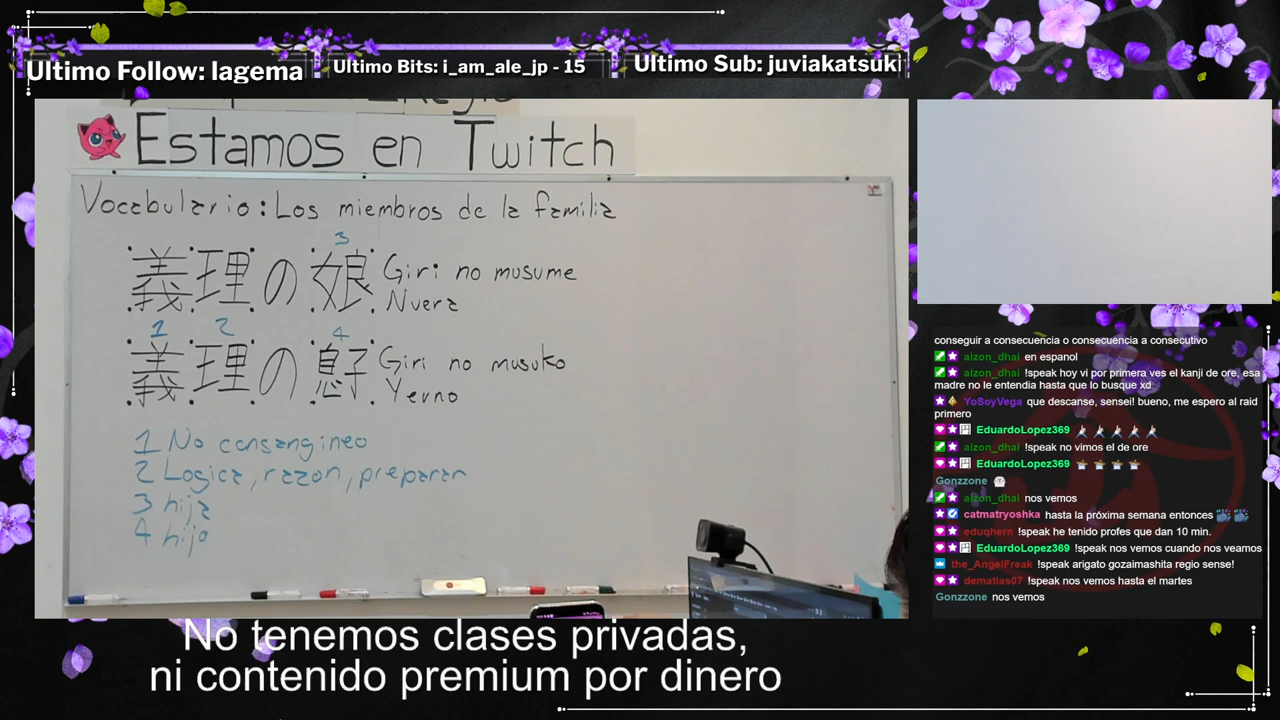 Ultimo Follow: lagema
Ultimo Bits: i_am_ale_jp - 15
Ultimo Sub: juviakatsuki
Estamos en Twitch
Vocabulario: Los miembros de la familia
3
義理の娘 Giri no musume
Nuera
1 2 4
義理の息子 Giri no musuko
Yerno
1 No consangineo
2 Logica, razon, preparar
3 hija
4 hijo
conseguir a consecuencia o consecuencia a consecutivo
aizon_dhal en espanol
aizon_dhal !speak hoy vi por primera ves el kanji de ore, esa
madre no le entendia hasta que lo busque xd
YoSoyVega que descanse, sensei! bueno, me espero al raid
primero
EduardoLopez369
aizon_dhal !speak no vimos el de ore
EduardoLopez369
Gonzzone
aizon_dhal nos vemos
catmatryoshka hasta la próxima semana entonces
eduqhern !speak he tenido profes que dan 10 min.
EduardoLopez369 !speak nos vemos cuando nos veamos
the_AngelFreak !speak arigato gozaimashita regio sense!
dematias07 !speak nos vemos hasta el martes
Gonzzone nos vemos
No tenemos clases privadas,
ni contenido premium por dinero